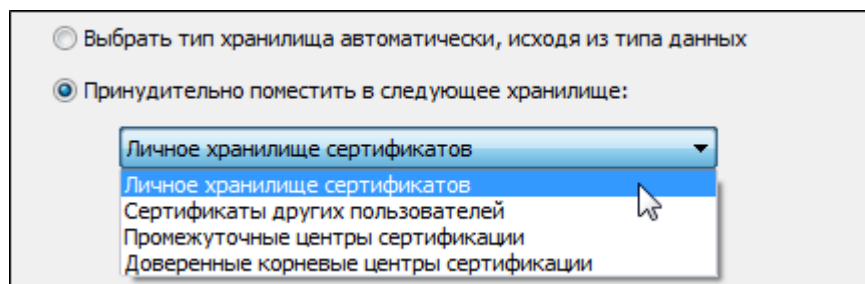 Выбрать тип хранилища автоматически, исходя из типа данных
Принудительно поместить в следующее хранилище:
Личное хранилище сертификатов
Личное хранилище сертификатов
Сертификаты других пользователей
Промежуточные центры сертификации
Доверенные корневые центры сертификации